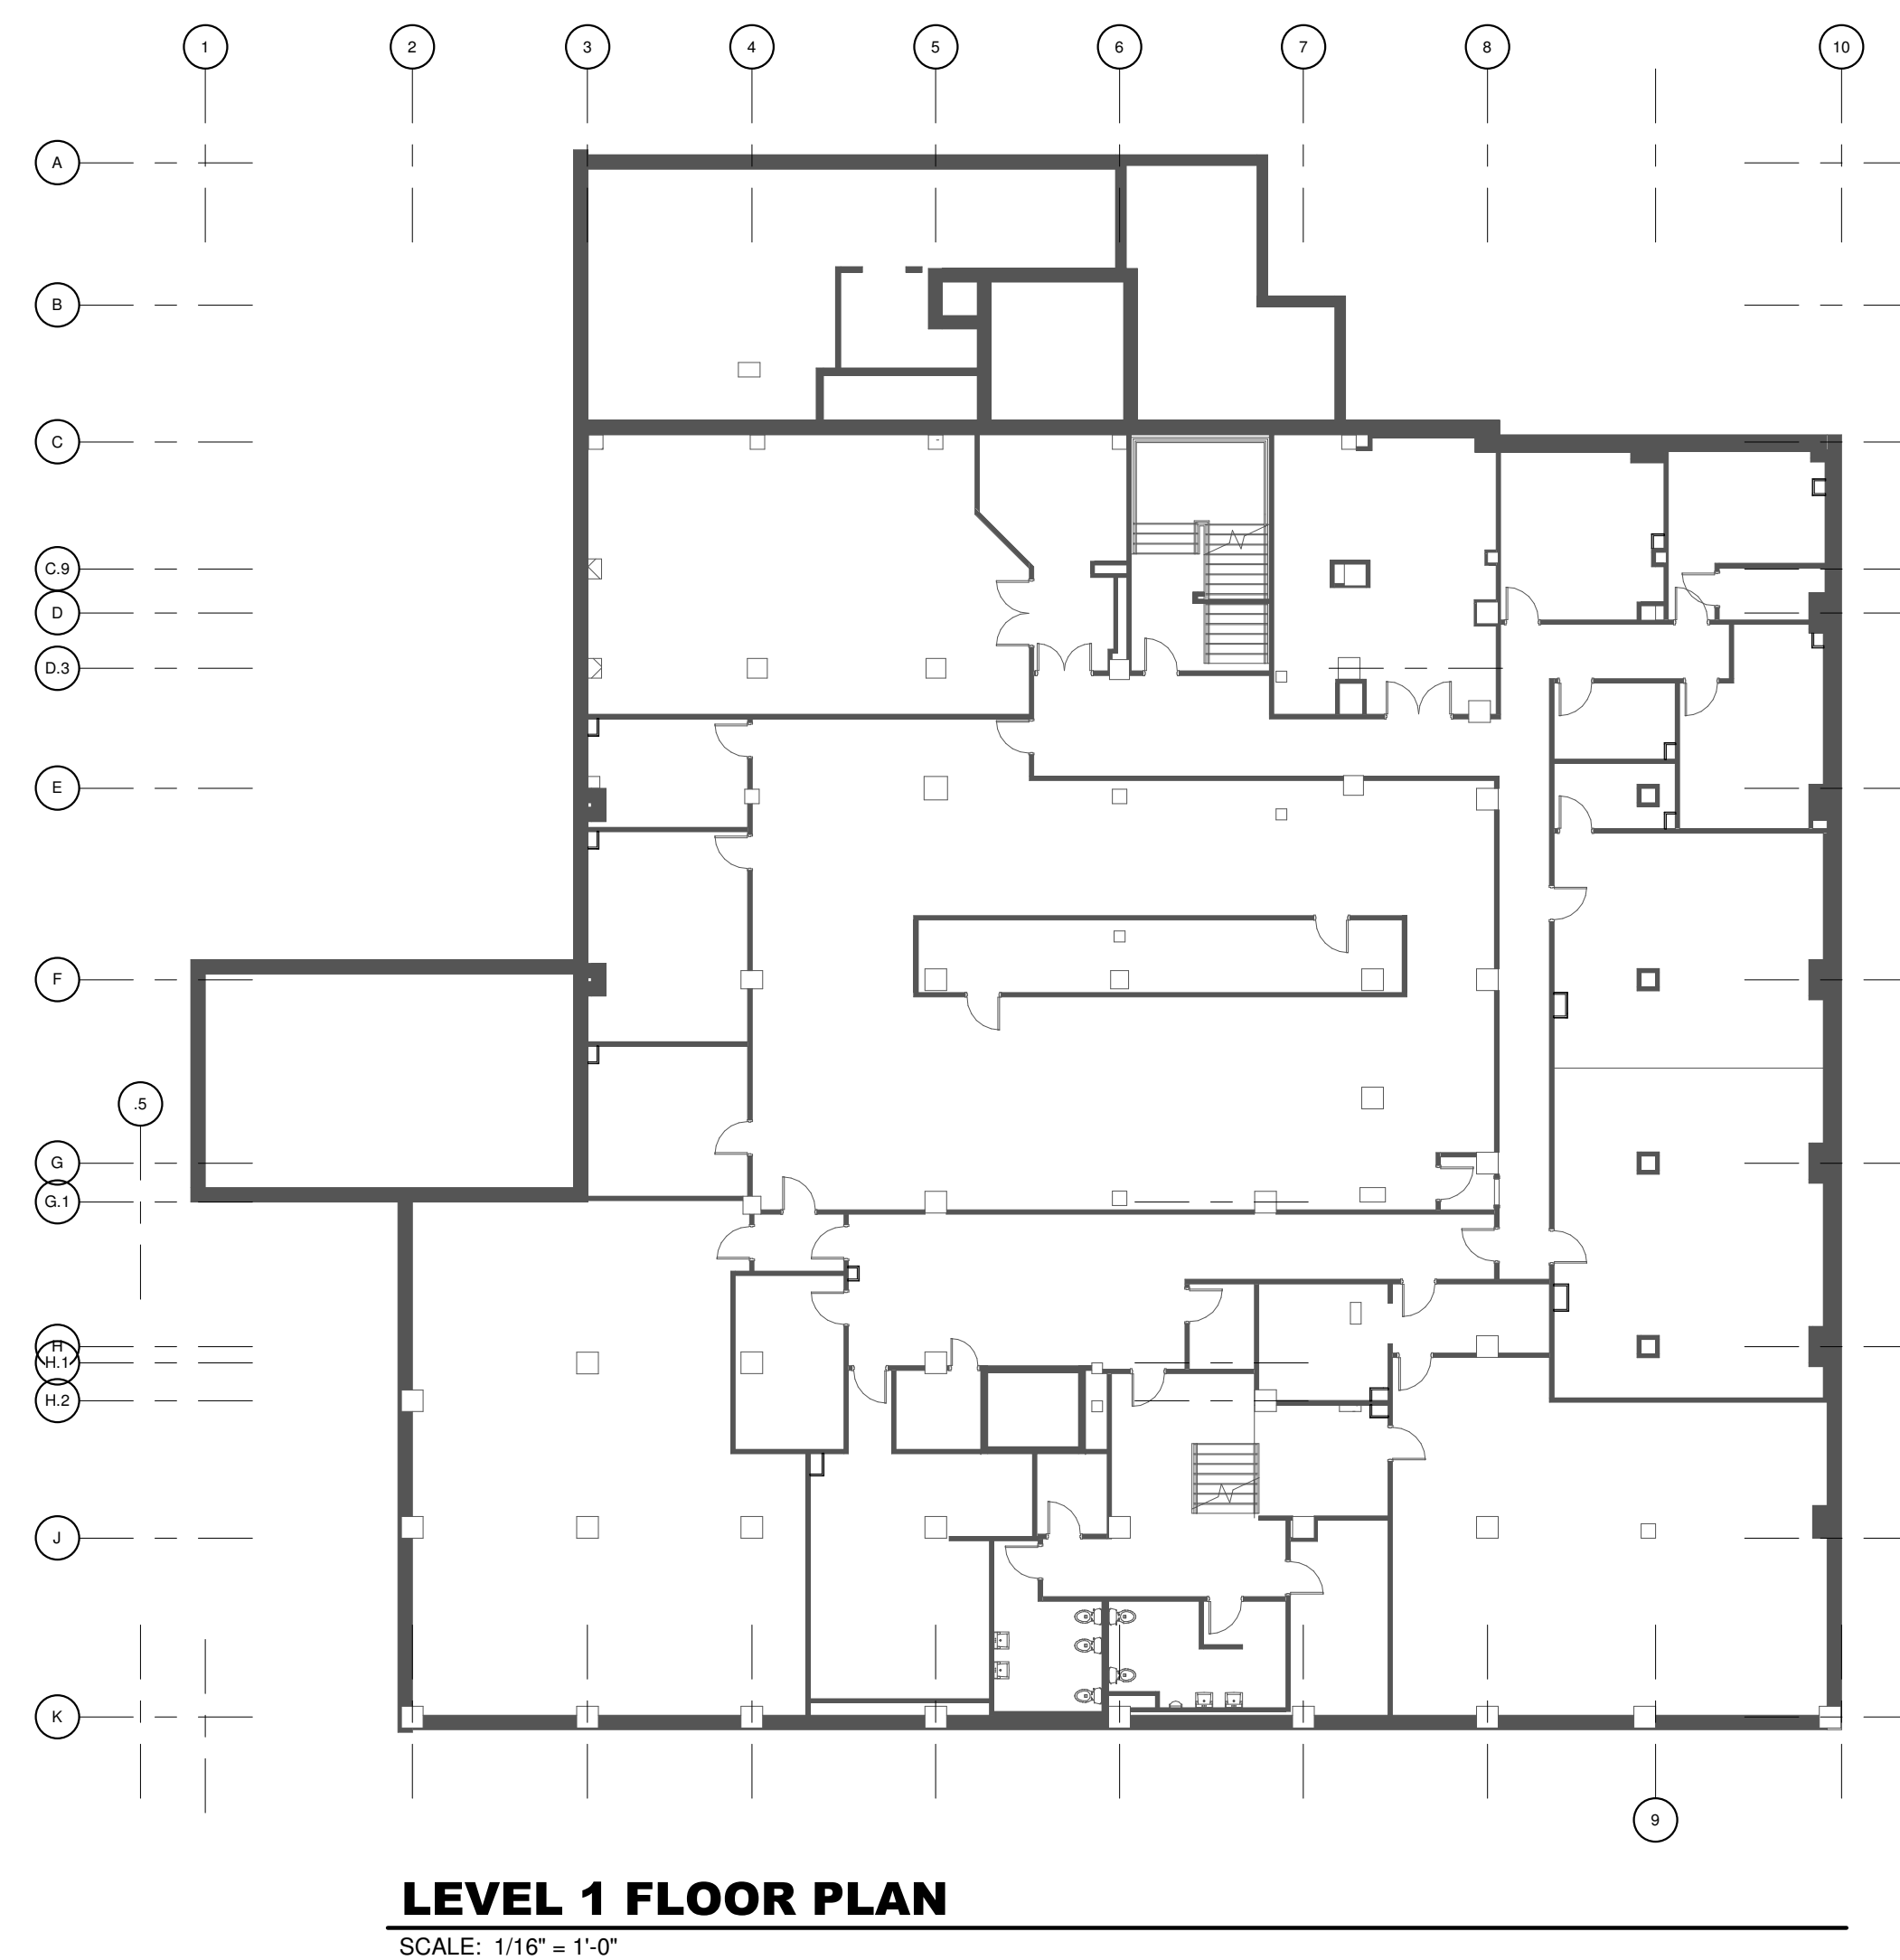 1 2 3 4 5 6 7 8 10
A
B
C
C.9
D
D.3
E
F
.5
G
G.1
H
H.1
H.2
J
K
9
LEVEL 1 FLOOR PLAN
SCALE: 1/16" = 1'-0"